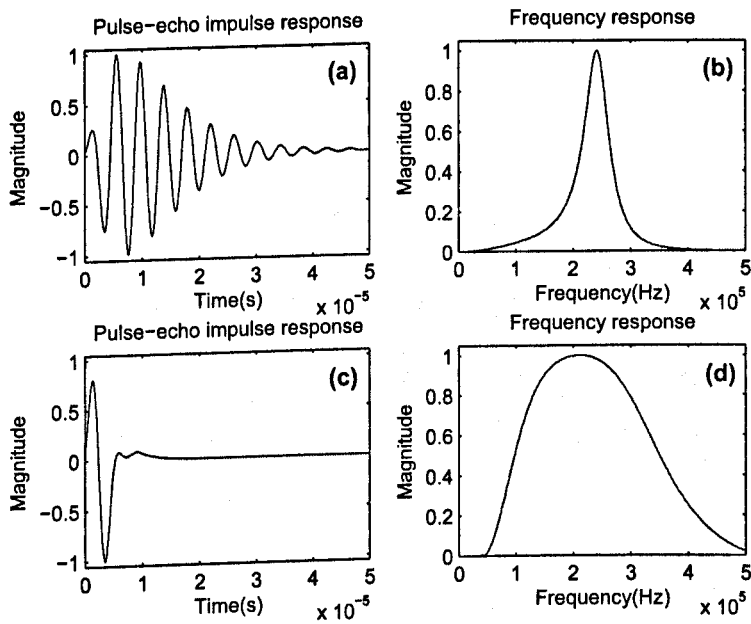 Pulse−echo impulse response
(a)
Magnitude
1
0.5
0
−0.5
−1
0 1 2 3 4 5
Time(s)
x 10⁻⁵
Frequency response
(b)
Magnitude
1
0.8
0.6
0.4
0.2
0
0 1 2 3 4 5
Frequency(Hz)
x 10⁵
Pulse−echo impulse response
(c)
Magnitude
1
0.5
0
−0.5
−1
0 1 2 3 4 5
Time(s)
x 10⁻⁵
Frequency response
(d)
Magnitude
1
0.8
0.6
0.4
0.2
0
0 1 2 3 4 5
Frequency(Hz)
x 10⁵